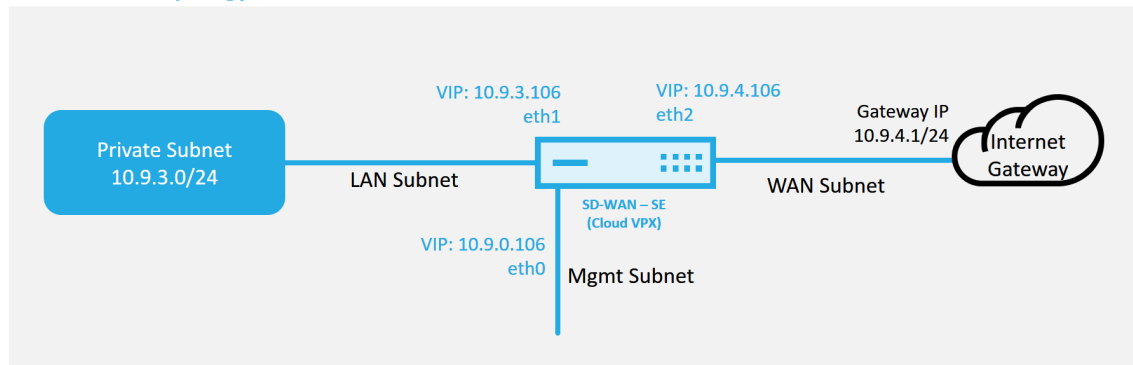 VIP: 10.9.3.106
eth1
VIP: 10.9.4.106
eth2
Gateway IP
10.9.4.1/24
Internet
Gateway
Private Subnet
10.9.3.0/24
LAN Subnet
WAN Subnet
SD-WAN – SE
(Cloud VPX)
VIP: 10.9.0.106
eth0
Mgmt Subnet